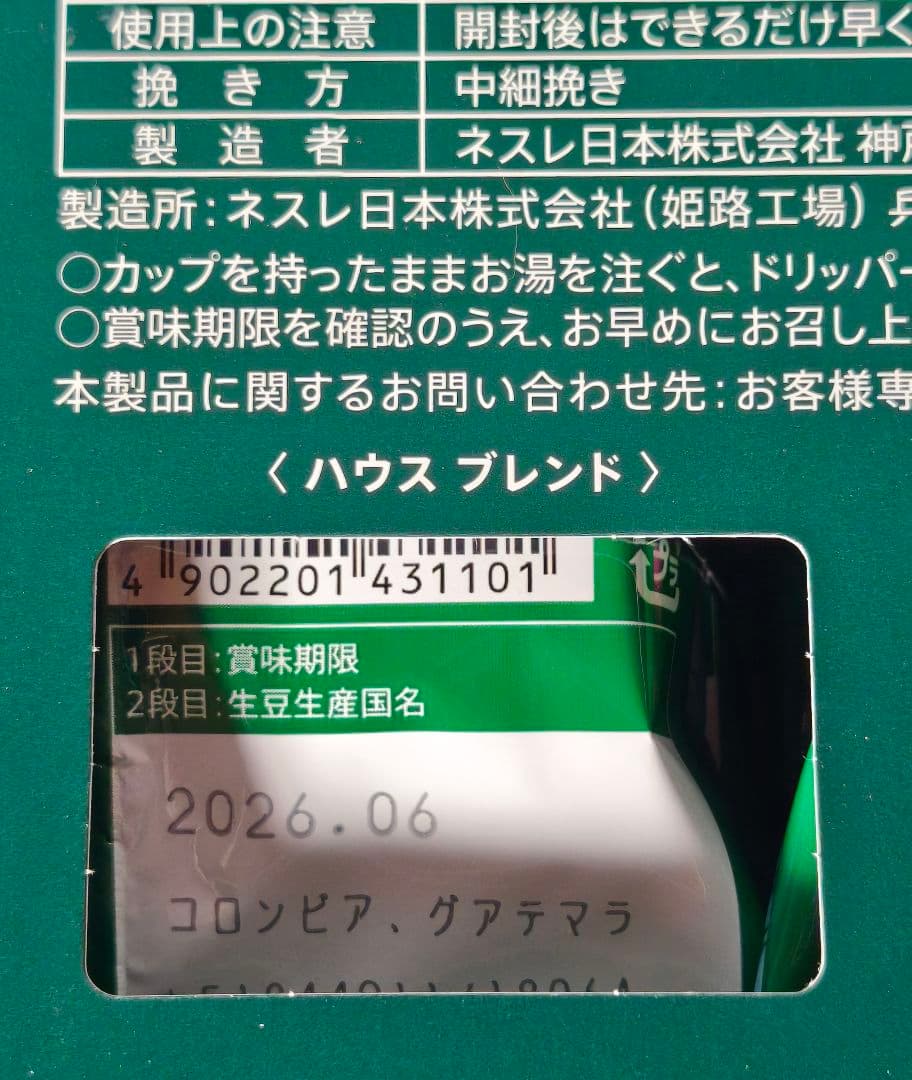 使用上の注意 開封後はできるだけ早く
挽き方 中細挽き
製造者 ネスレ日本株式会社 神戸
製造所:ネスレ日本株式会社(姫路工場) 兵
○カップを持ったままお湯を注ぐと、ドリッパー
○賞味期限を確認のうえ、お早めにお召し上
本製品に関するお問い合わせ先:お客様専
〈 ハウス ブレンド 〉
4 902201 431101
プラ
1段目:賞味期限
2段目:生豆生産国名
2026.06
コロンビア、グアテマラ